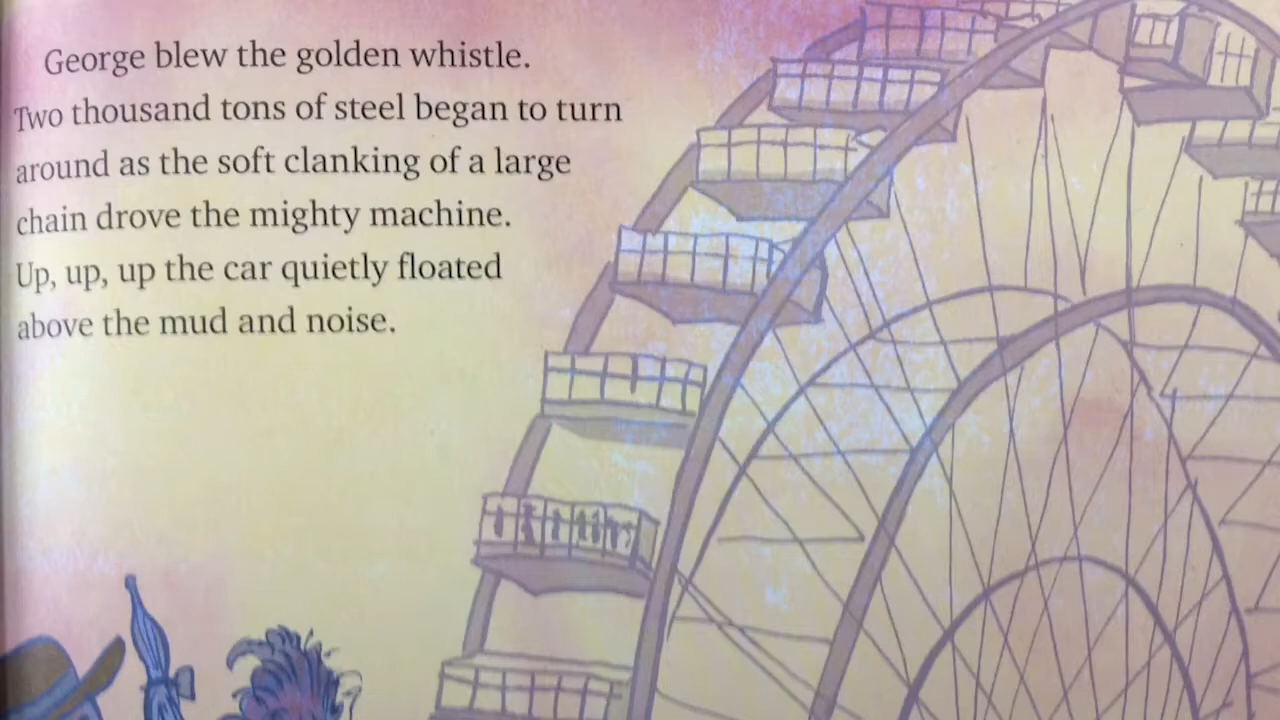 George blew the golden whistle.
Two thousand tons of steel began to turn
around as the soft clanking of a large
chain drove the mighty machine.
Up, up, up the car quietly floated
above the mud and noise.